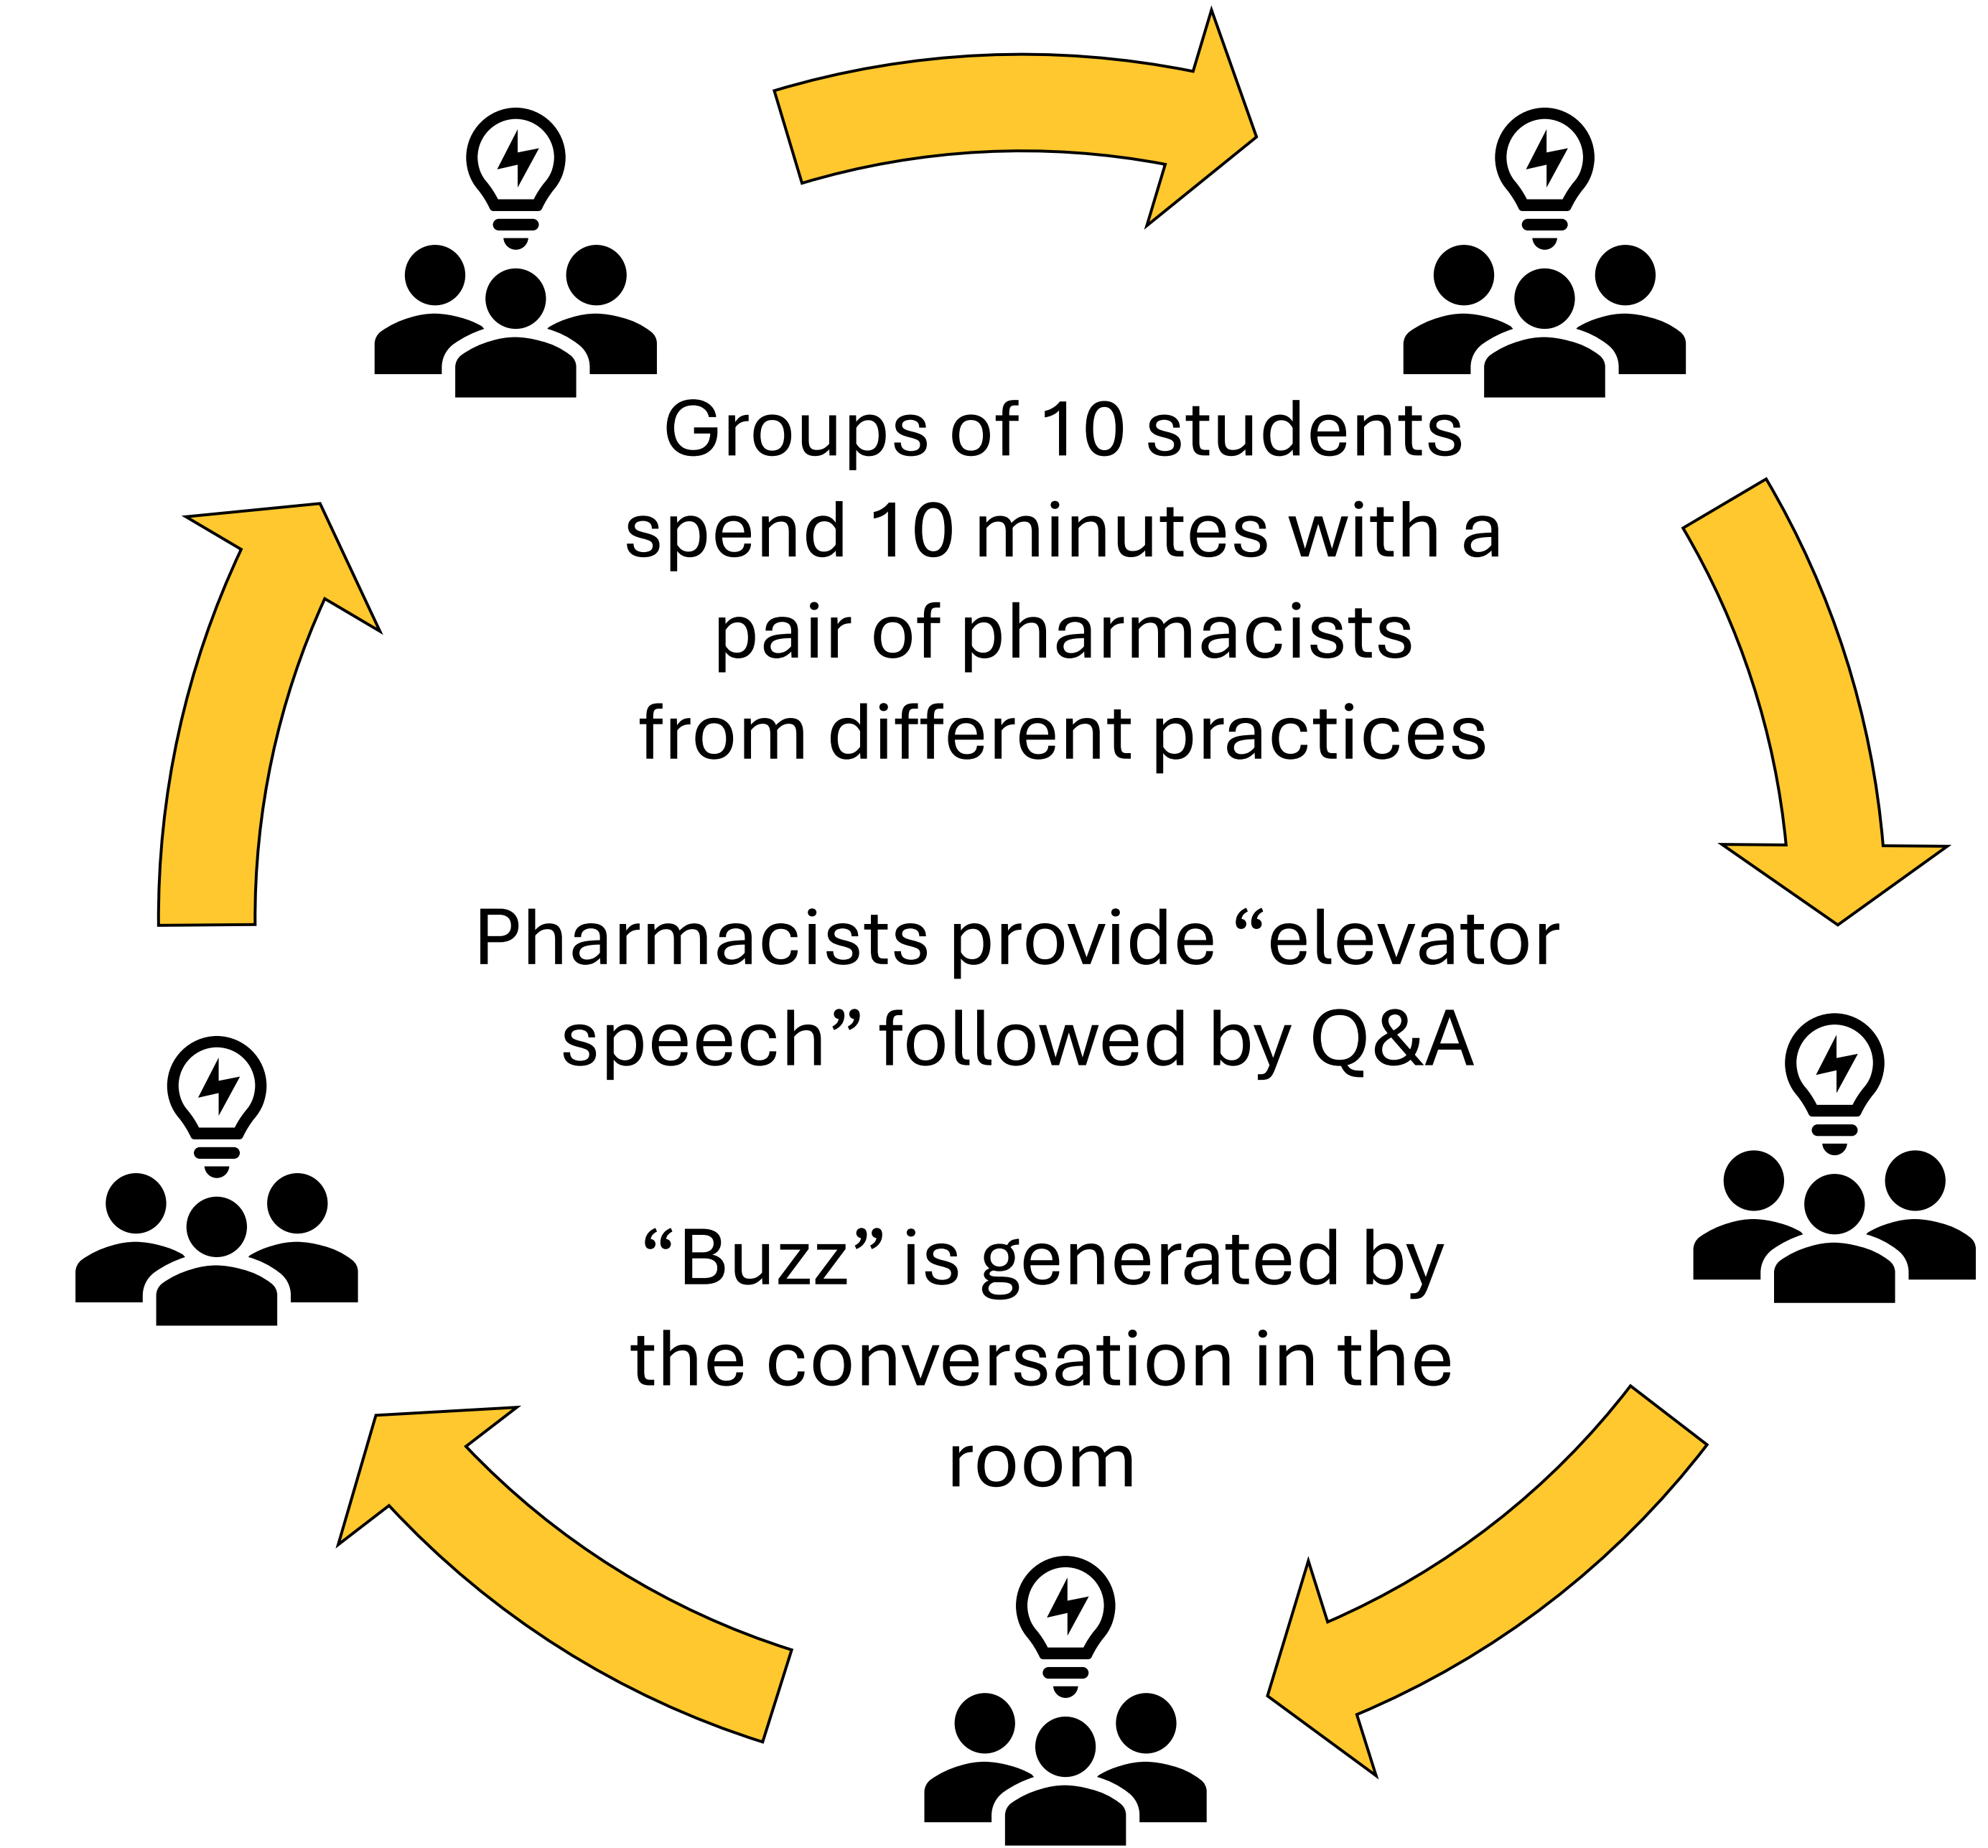 Groups of 10 students
spend 10 minutes with a
pair of pharmacists
from different practices
Pharmacists provide “elevator
speech” followed by Q&A
“Buzz” is generated by
the conversation in the
room